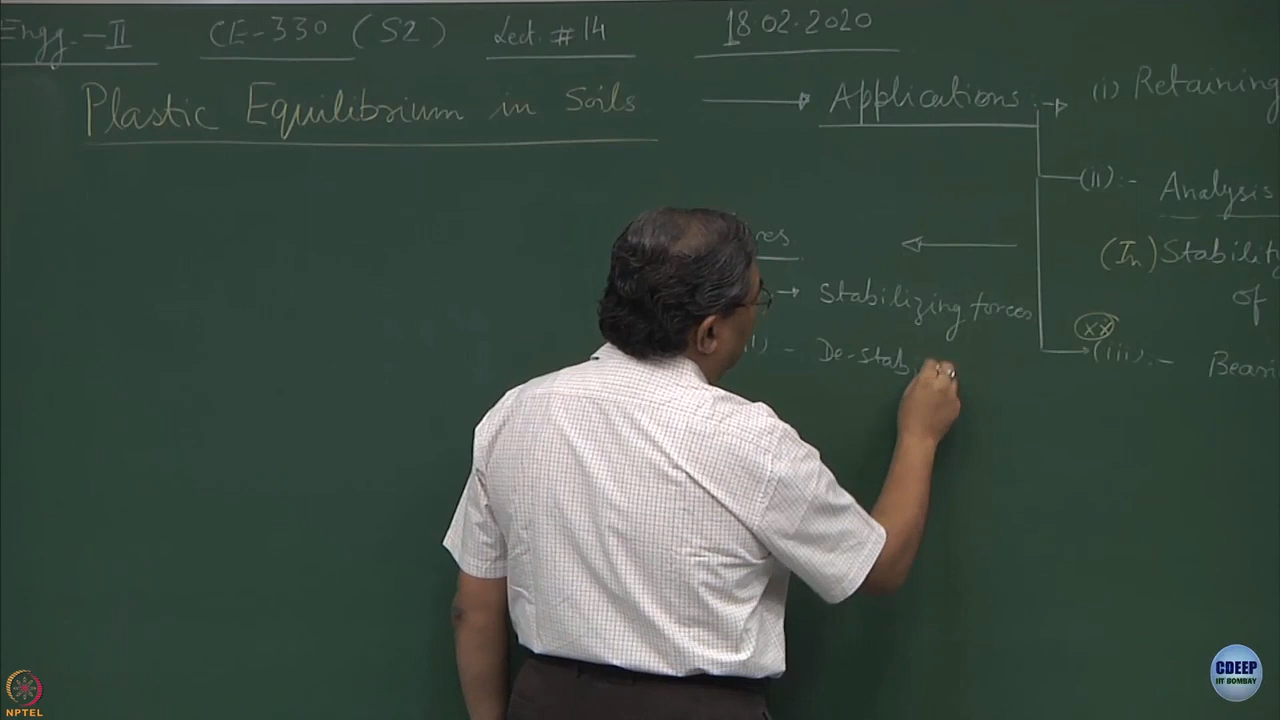 Engg. - II CE-330 (S2) Lect. # 14 18 02.2020
Plastic Equilibrium in Soils → Applications → (i) Retaining
(ii) :- Analysis
(In) Stability
of
→ Stabilizing forces
- De-stab
(xx)
(iii) :-
NPTEL
CDEEP
IIT BOMBAY